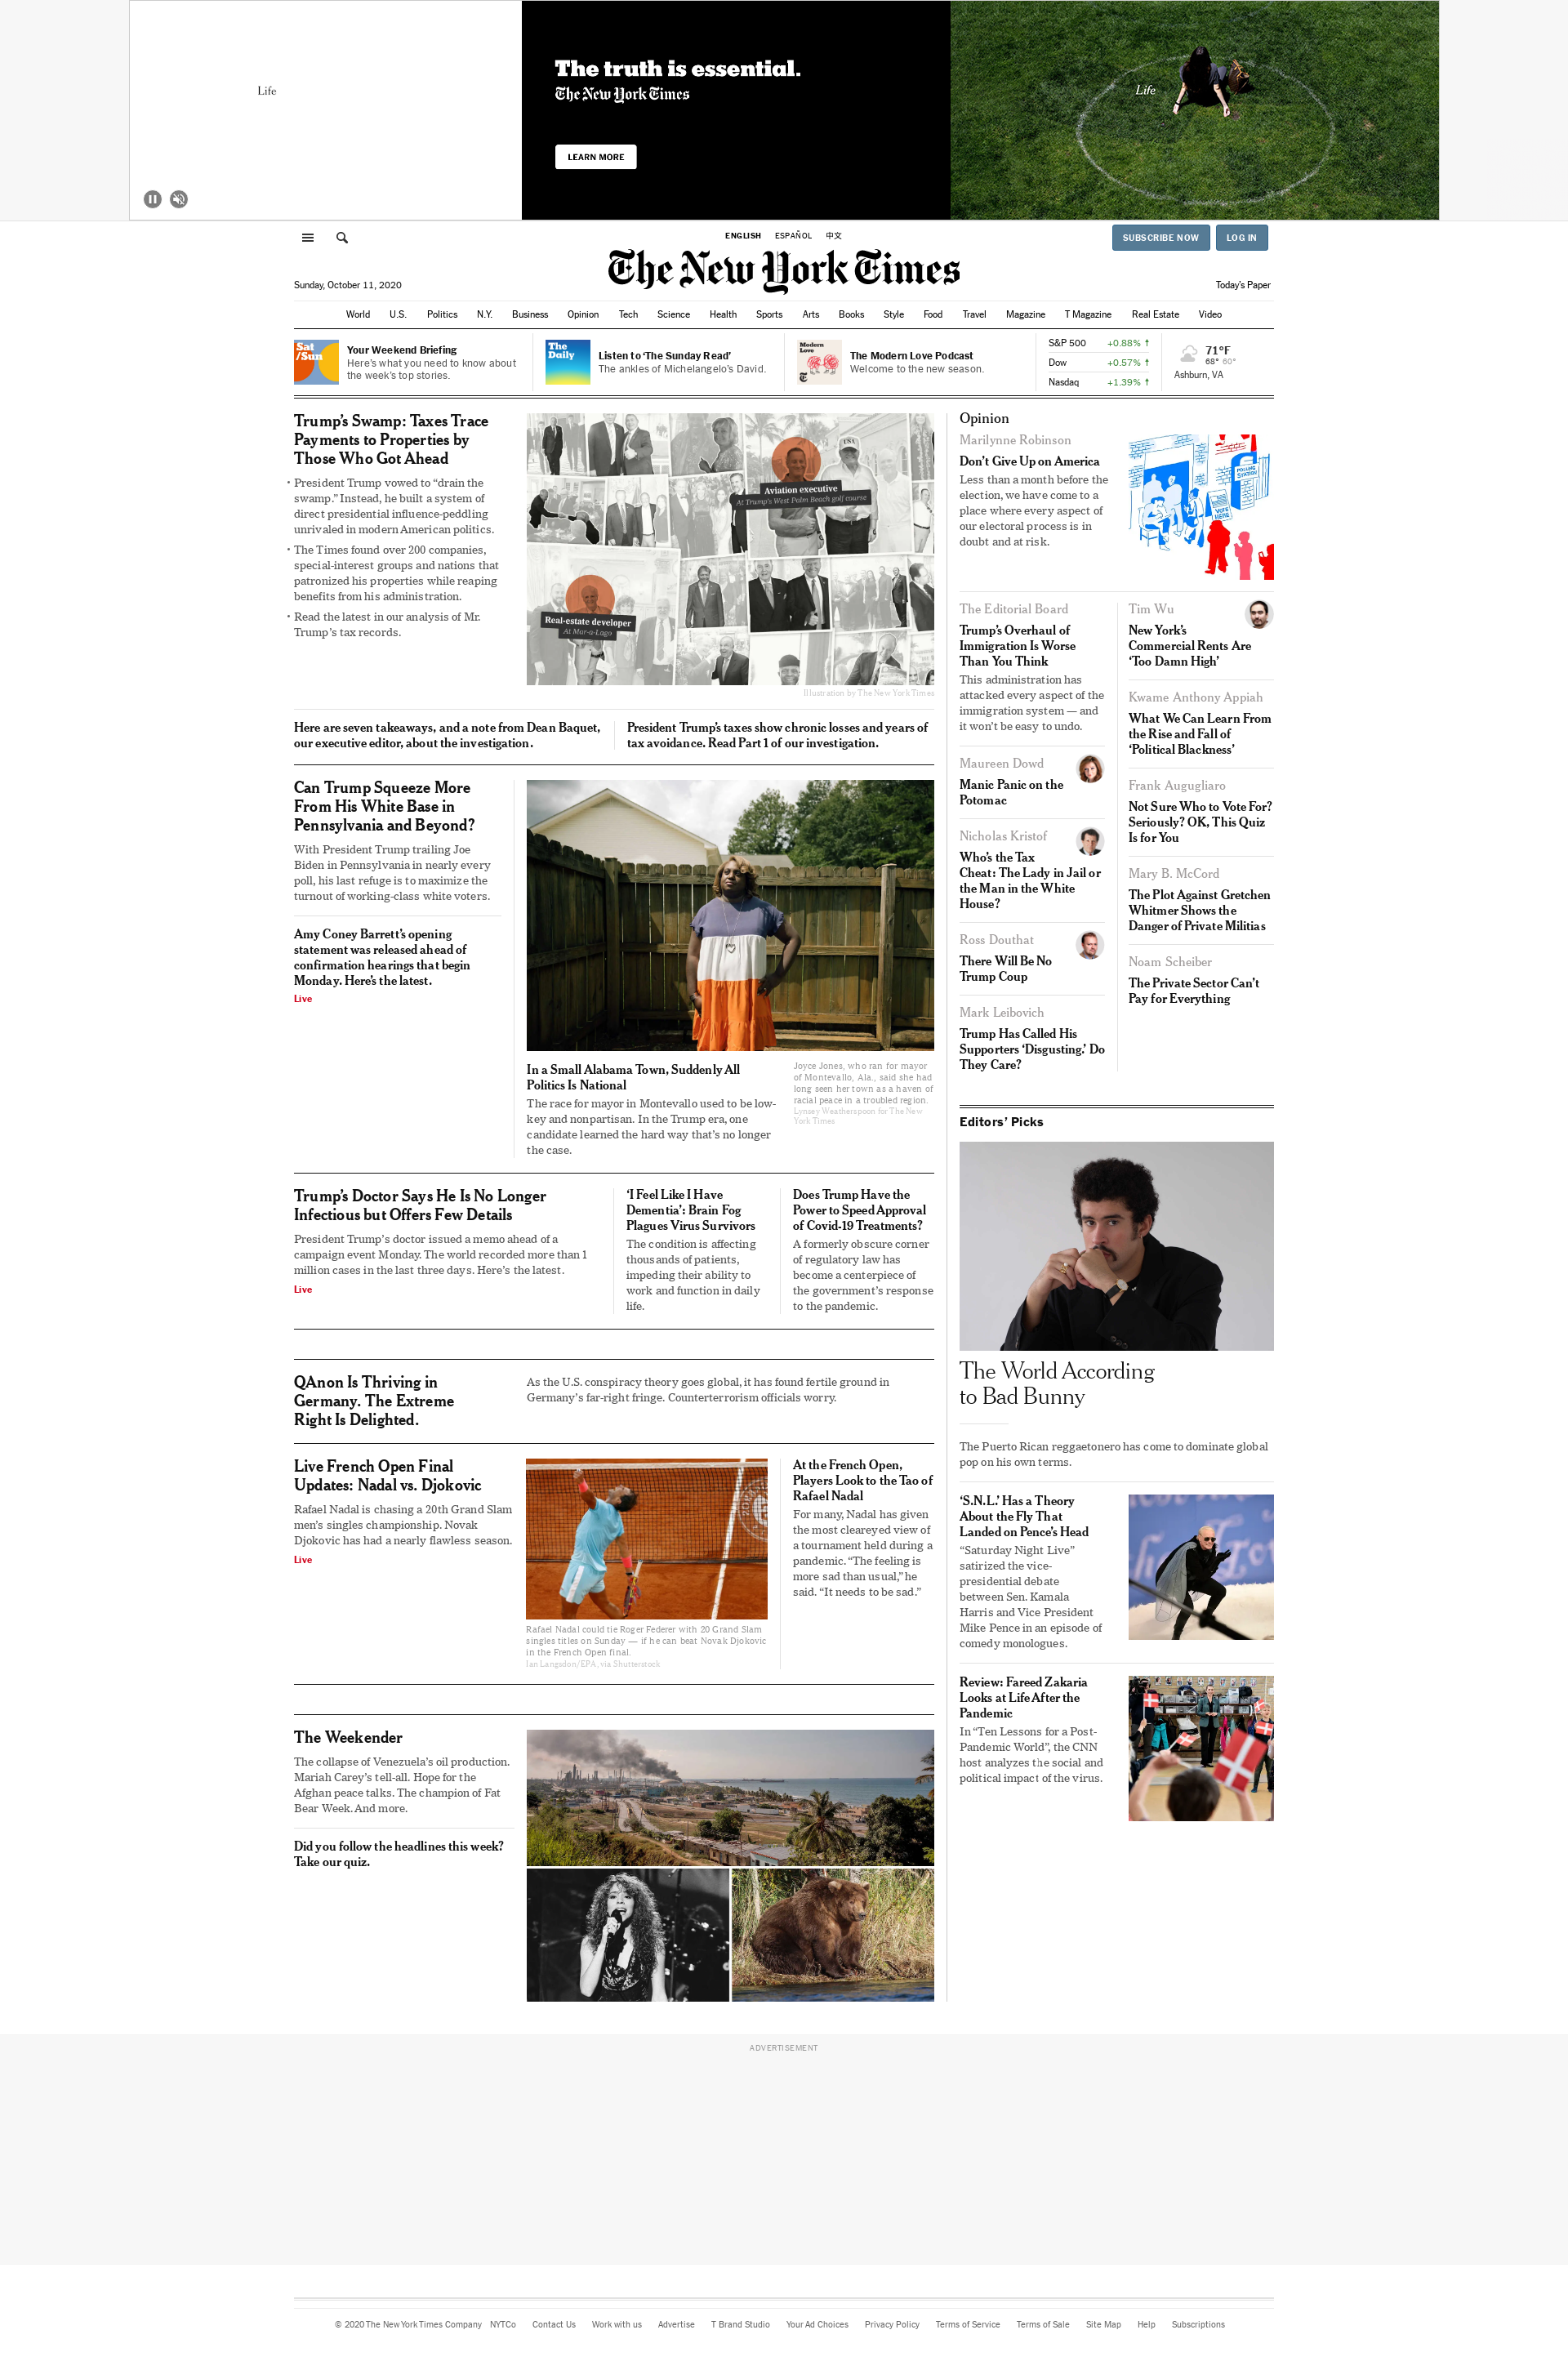 Life
The truth is essential.
The New York Times
LEARN MORE
Life
ENGLISH ESPAÑOL 中文
SUBSCRIBE NOW LOG IN
The New York Times
Sunday, October 11, 2020
Today's Paper
World U.S. Politics N.Y. Business Opinion Tech Science Health Sports Arts Books Style Food Travel Magazine T Magazine Real Estate Video
Sat
/Sun
Your Weekend Briefing
Here's what you need to know about
the week's top stories.
The
Daily
Listen to 'The Sunday Read'
The ankles of Michelangelo's David.
Modern
Love
The Modern Love Podcast
Welcome to the new season.
S&P 500 +0.88% ↑
Dow +0.57% ↑
Nasdaq +1.39% ↑
71°F
68° 60°
Ashburn, VA
Trump's Swamp: Taxes Trace
Payments to Properties by
Those Who Got Ahead
• President Trump vowed to “drain the
swamp.” Instead, he built a system of
direct presidential influence-peddling
unrivaled in modern American politics.
• The Times found over 200 companies,
special-interest groups and nations that
patronized his properties while reaping
benefits from his administration.
• Read the latest in our analysis of Mr.
Trump's tax records.
USA
Aviation executive
At Trump's West Palm Beach golf course
Real-estate developer
At Mar-a-Lago
Illustration by The New York Times
Here are seven takeaways, and a note from Dean Baquet,
our executive editor, about the investigation.
President Trump's taxes show chronic losses and years of
tax avoidance. Read Part 1 of our investigation.
Can Trump Squeeze More
From His White Base in
Pennsylvania and Beyond?
With President Trump trailing Joe
Biden in Pennsylvania in nearly every
poll, his last refuge is to maximize the
turnout of working-class white voters.
Amy Coney Barrett's opening
statement was released ahead of
confirmation hearings that begin
Monday. Here's the latest.
Live
In a Small Alabama Town, Suddenly All
Politics Is National
The race for mayor in Montevallo used to be low-
key and nonpartisan. In the Trump era, one
candidate learned the hard way that's no longer
the case.
Joyce Jones, who ran for mayor
of Montevallo, Ala., said she had
long seen her town as a haven of
racial peace in a troubled region.
Lynsey Weatherspoon for The New
York Times
Trump's Doctor Says He Is No Longer
Infectious but Offers Few Details
President Trump's doctor issued a memo ahead of a
campaign event Monday. The world recorded more than 1
million cases in the last three days. Here's the latest.
Live
'I Feel Like I Have
Dementia': Brain Fog
Plagues Virus Survivors
The condition is affecting
thousands of patients,
impeding their ability to
work and function in daily
life.
Does Trump Have the
Power to Speed Approval
of Covid-19 Treatments?
A formerly obscure corner
of regulatory law has
become a centerpiece of
the government's response
to the pandemic.
QAnon Is Thriving in
Germany. The Extreme
Right Is Delighted.
As the U.S. conspiracy theory goes global, it has found fertile ground in
Germany's far-right fringe. Counterterrorism officials worry.
Live French Open Final
Updates: Nadal vs. Djokovic
Rafael Nadal is chasing a 20th Grand Slam
men's singles championship. Novak
Djokovic has had a nearly flawless season.
Live
Rafael Nadal could tie Roger Federer with 20 Grand Slam
singles titles on Sunday — if he can beat Novak Djokovic
in the French Open final.
Ian Langsdon/EPA, via Shutterstock
At the French Open,
Players Look to the Tao of
Rafael Nadal
For many, Nadal has given
the most cleareyed view of
a tournament held during a
pandemic. “The feeling is
more sad than usual,” he
said. “It needs to be sad.”
The Weekender
The collapse of Venezuela's oil production.
Mariah Carey's tell-all. Hope for the
Afghan peace talks. The champion of Fat
Bear Week. And more.
Did you follow the headlines this week?
Take our quiz.
Opinion
Marilynne Robinson
Don't Give Up on America
Less than a month before the
election, we have come to a
place where every aspect of
our electoral process is in
doubt and at risk.
POLLING
STATION
VOTE
HERE
The Editorial Board
Trump's Overhaul of
Immigration Is Worse
Than You Think
This administration has
attacked every aspect of the
immigration system — and
it won't be easy to undo.
Maureen Dowd
Manic Panic on the
Potomac
Nicholas Kristof
Who's the Tax
Cheat: The Lady in Jail or
the Man in the White
House?
Ross Douthat
There Will Be No
Trump Coup
Mark Leibovich
Trump Has Called His
Supporters 'Disgusting.' Do
They Care?
Tim Wu
New York's
Commercial Rents Are
'Too Damn High'
Kwame Anthony Appiah
What We Can Learn From
the Rise and Fall of
'Political Blackness'
Frank Augugliaro
Not Sure Who to Vote For?
Seriously? OK, This Quiz
Is for You
Mary B. McCord
The Plot Against Gretchen
Whitmer Shows the
Danger of Private Militias
Noam Scheiber
The Private Sector Can't
Pay for Everything
Editors' Picks
The World According
to Bad Bunny
The Puerto Rican reggaetonero has come to dominate global
pop on his own terms.
'S.N.L.' Has a Theory
About the Fly That
Landed on Pence's Head
“Saturday Night Live”
satirized the vice-
presidential debate
between Sen. Kamala
Harris and Vice President
Mike Pence in an episode of
comedy monologues.
Review: Fareed Zakaria
Looks at Life After the
Pandemic
In “Ten Lessons for a Post-
Pandemic World”, the CNN
host analyzes the social and
political impact of the virus.
ADVERTISEMENT
© 2020 The New York Times Company NYTCo Contact Us Work with us Advertise T Brand Studio Your Ad Choices Privacy Policy Terms of Service Terms of Sale Site Map Help Subscriptions